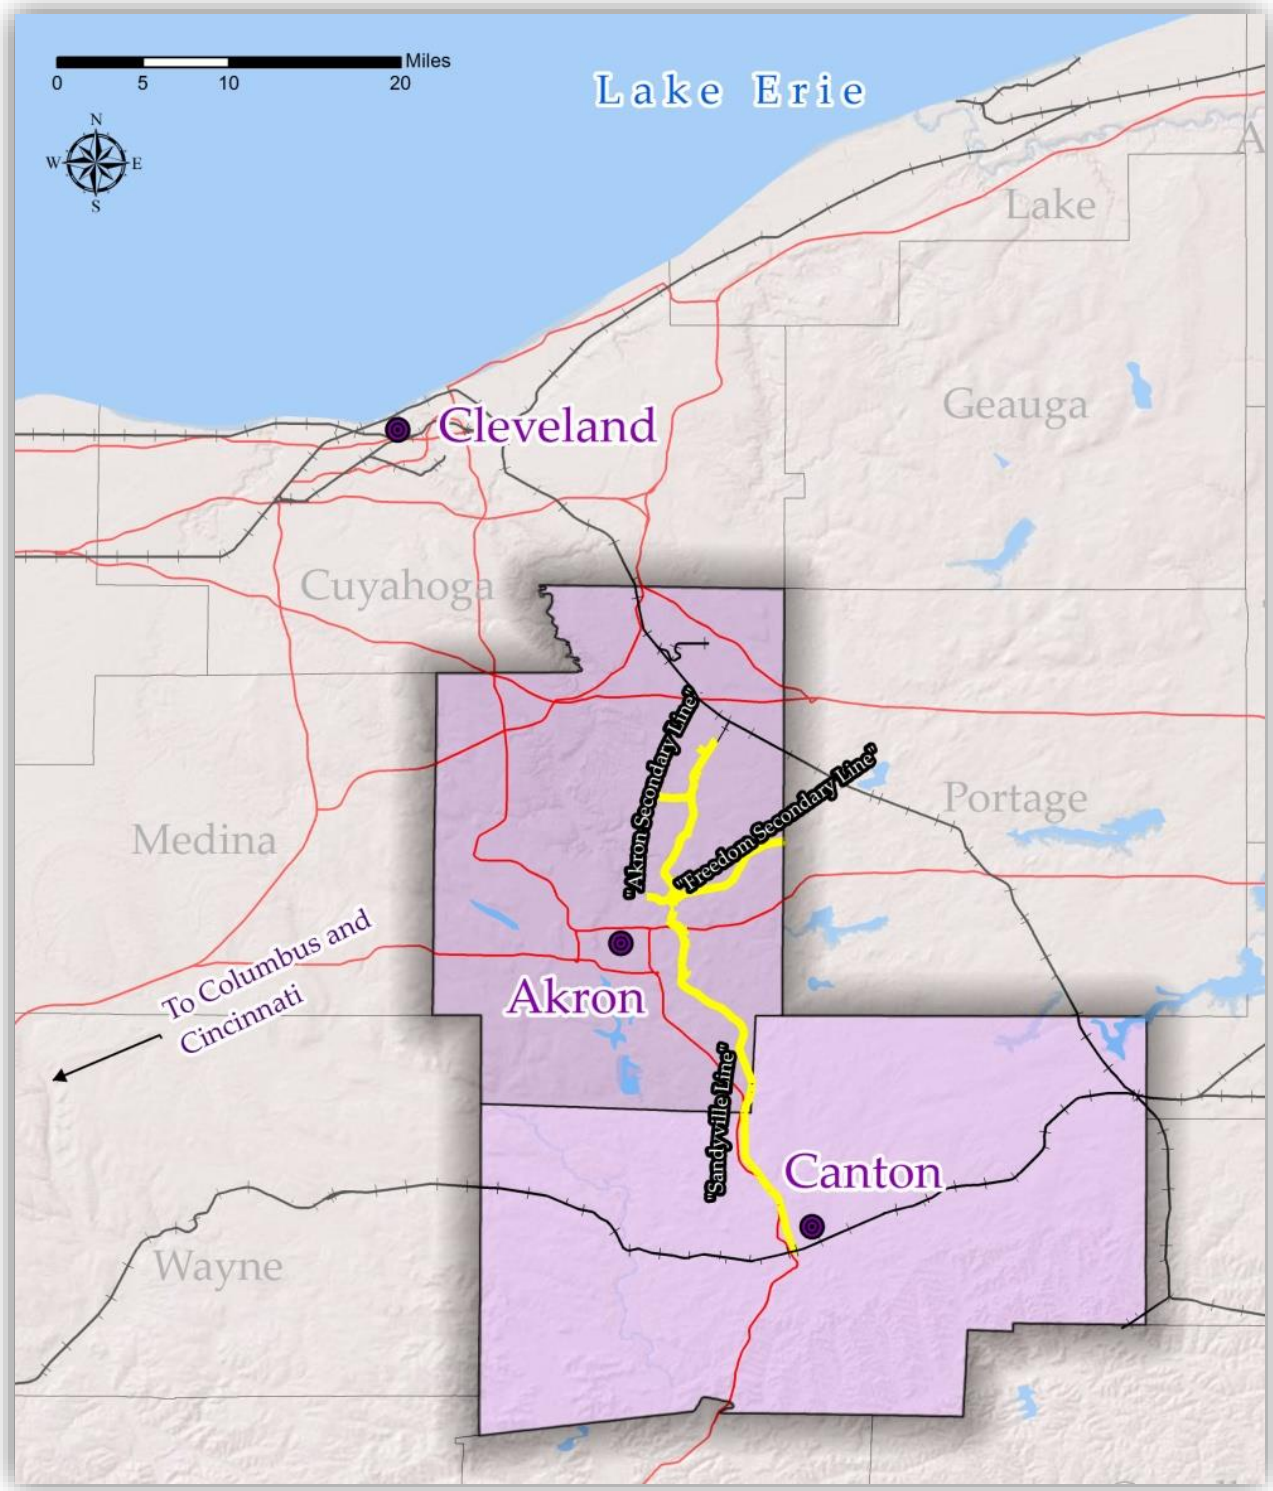 Miles
0 5 10 20
Lake Erie
N
W E
S
A
Lake
Geauga
Cleveland
Cuyahoga
"Akron Secondary Line"
"Freedom Secondary Line"
Portage
Medina
To Columbus and
Cincinnati
Akron
"Sandyville Line"
Canton
Wayne